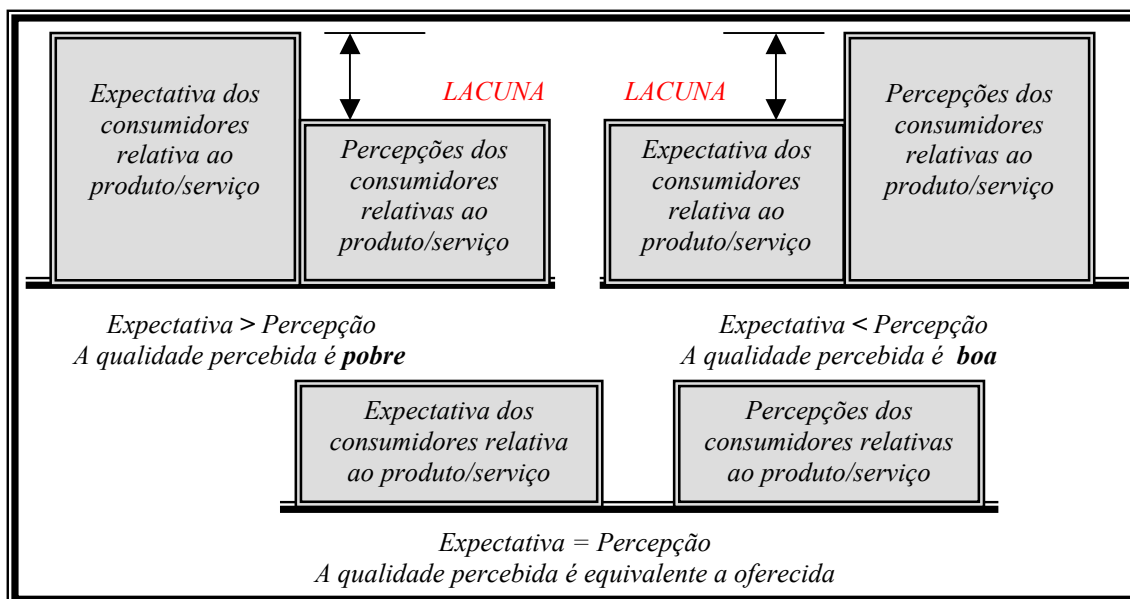 Expectativa dos
consumidores
relativa ao
produto/serviço
LACUNA
Percepções dos
consumidores
relativas ao
produto/serviço
LACUNA
Expectativa dos
consumidores
relativa ao
produto/serviço
Percepções dos
consumidores
relativas ao
produto/serviço
Expectativa > Percepção
A qualidade percebida é pobre
Expectativa < Percepção
A qualidade percebida é boa
Expectativa dos
consumidores relativa
ao produto/serviço
Percepções dos
consumidores relativas
ao produto/serviço
Expectativa = Percepção
A qualidade percebida é equivalente a oferecida